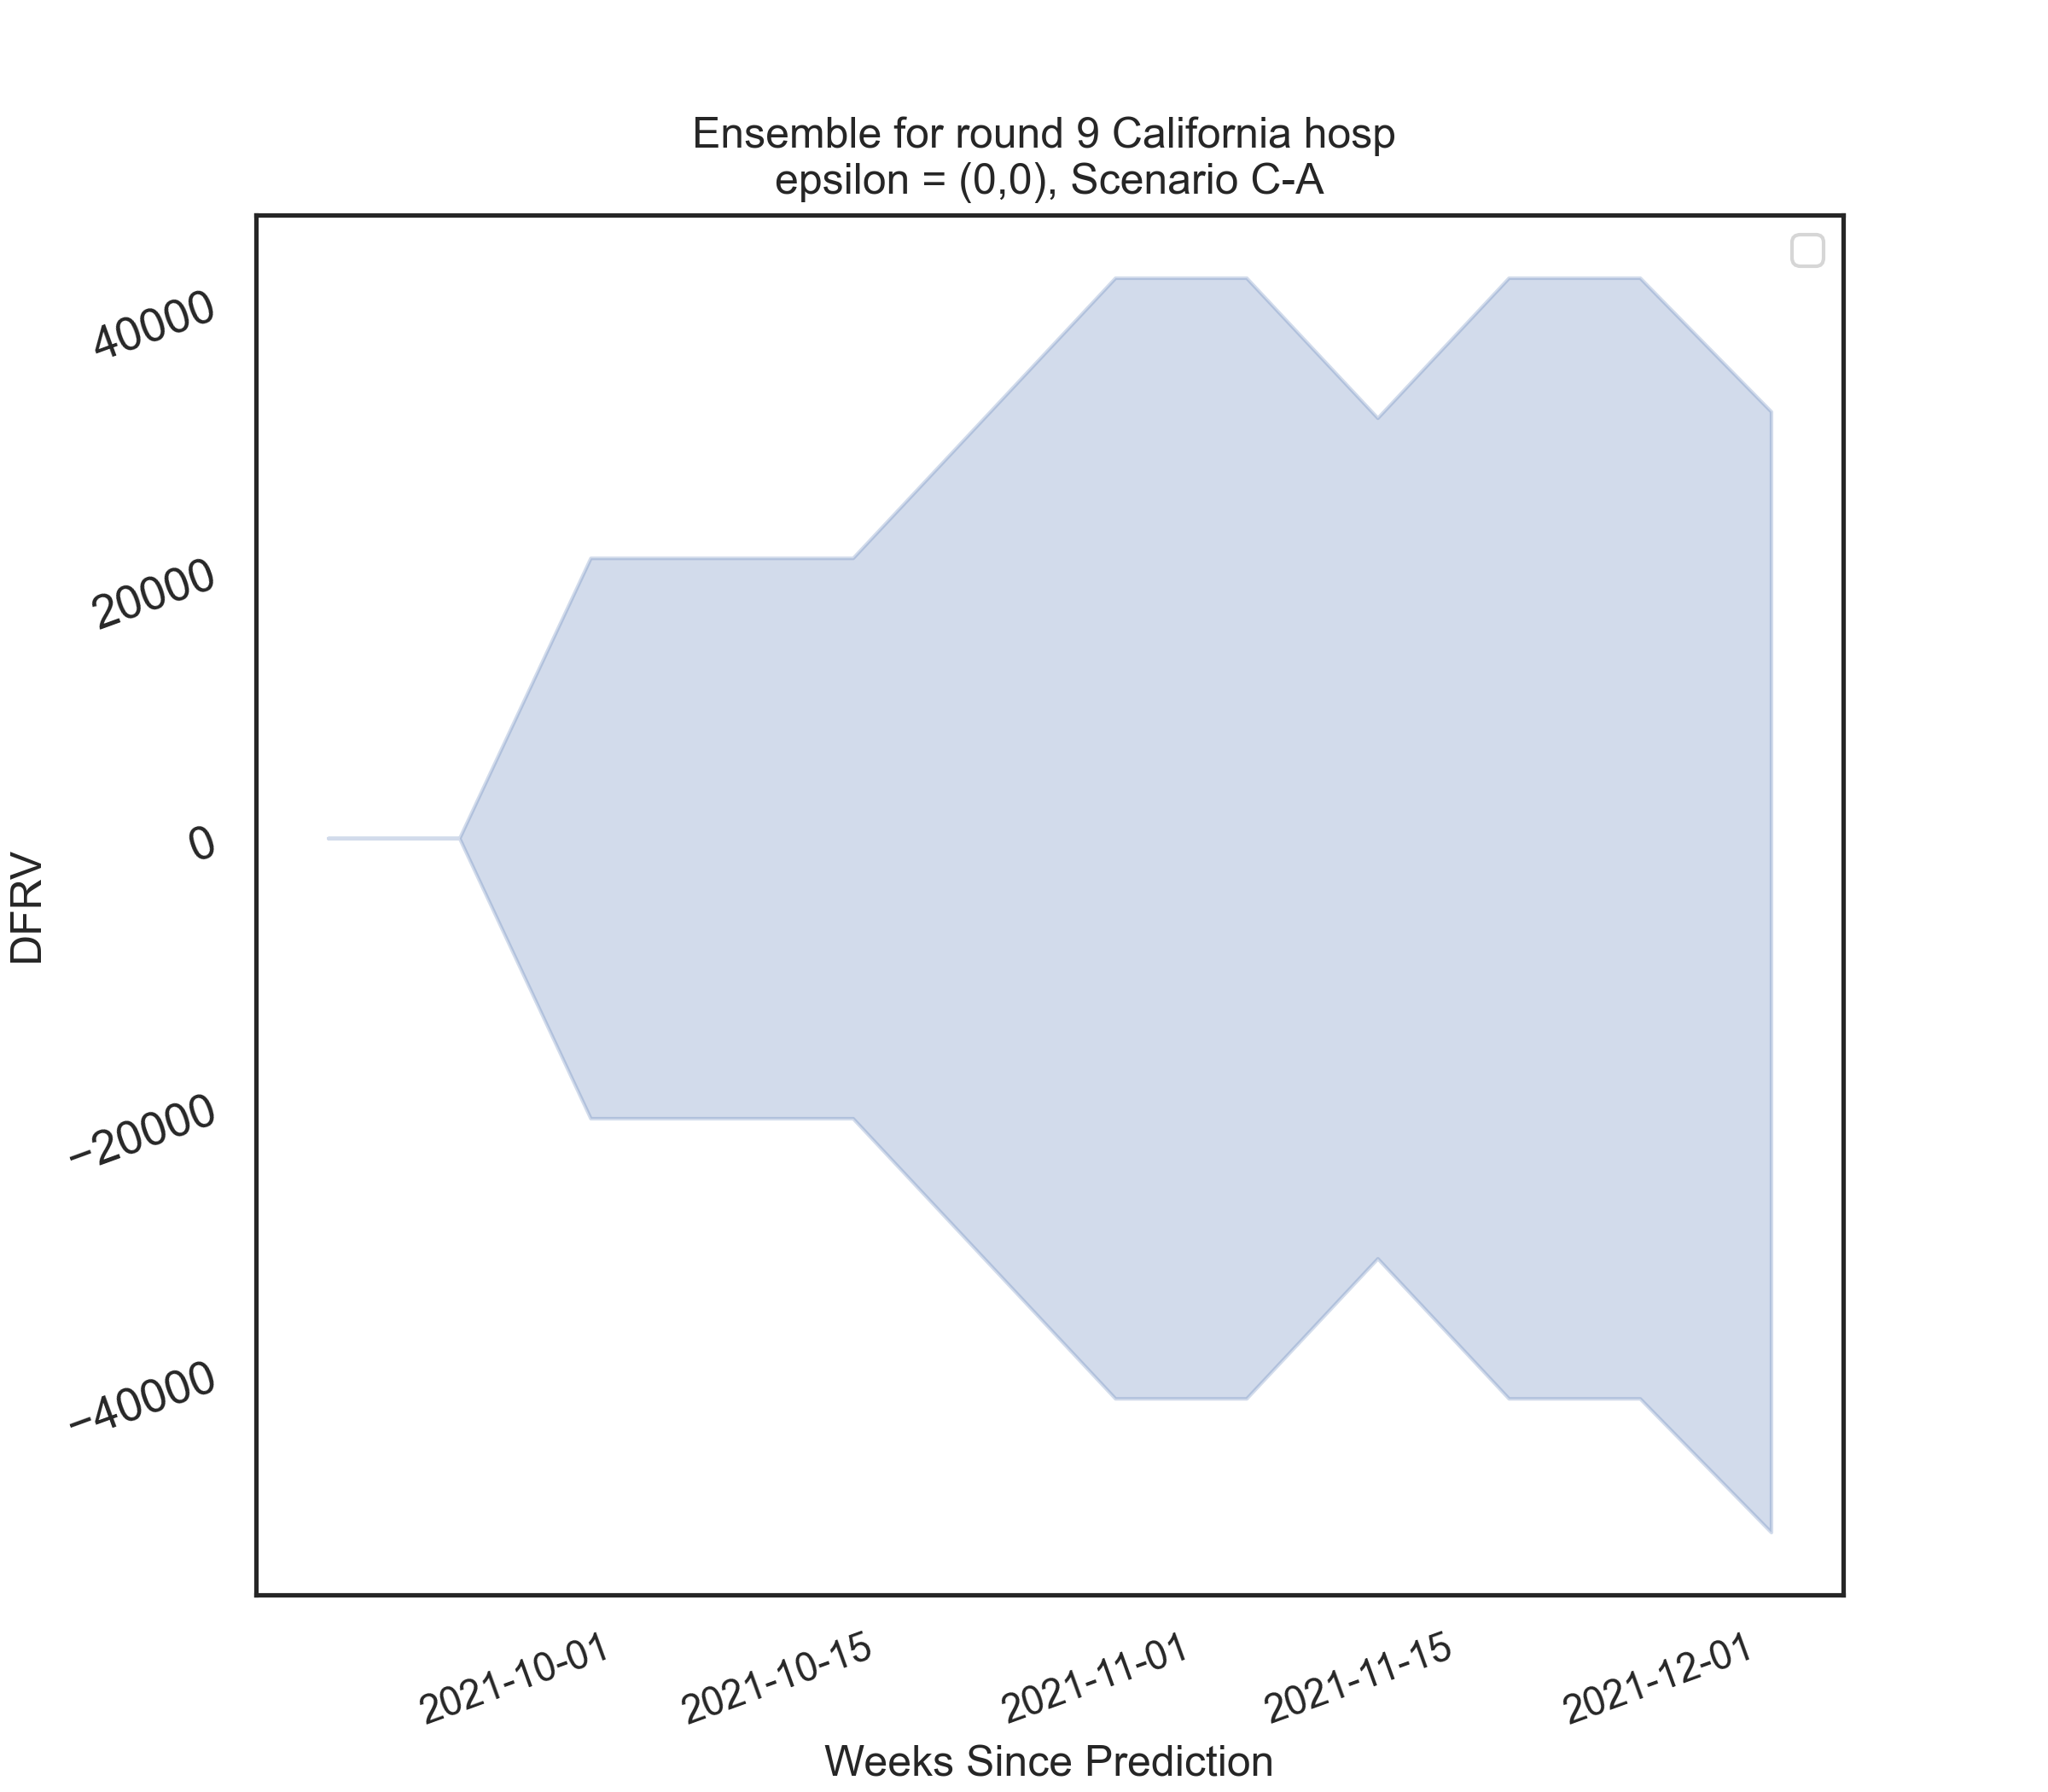 Ensemble for round 9 California hosp
epsilon = (0,0), Scenario C-A
40000
20000
0
−20000
−40000
DFRV
2021-10-01
2021-10-15
2021-11-01
2021-11-15
2021-12-01
Weeks Since Prediction